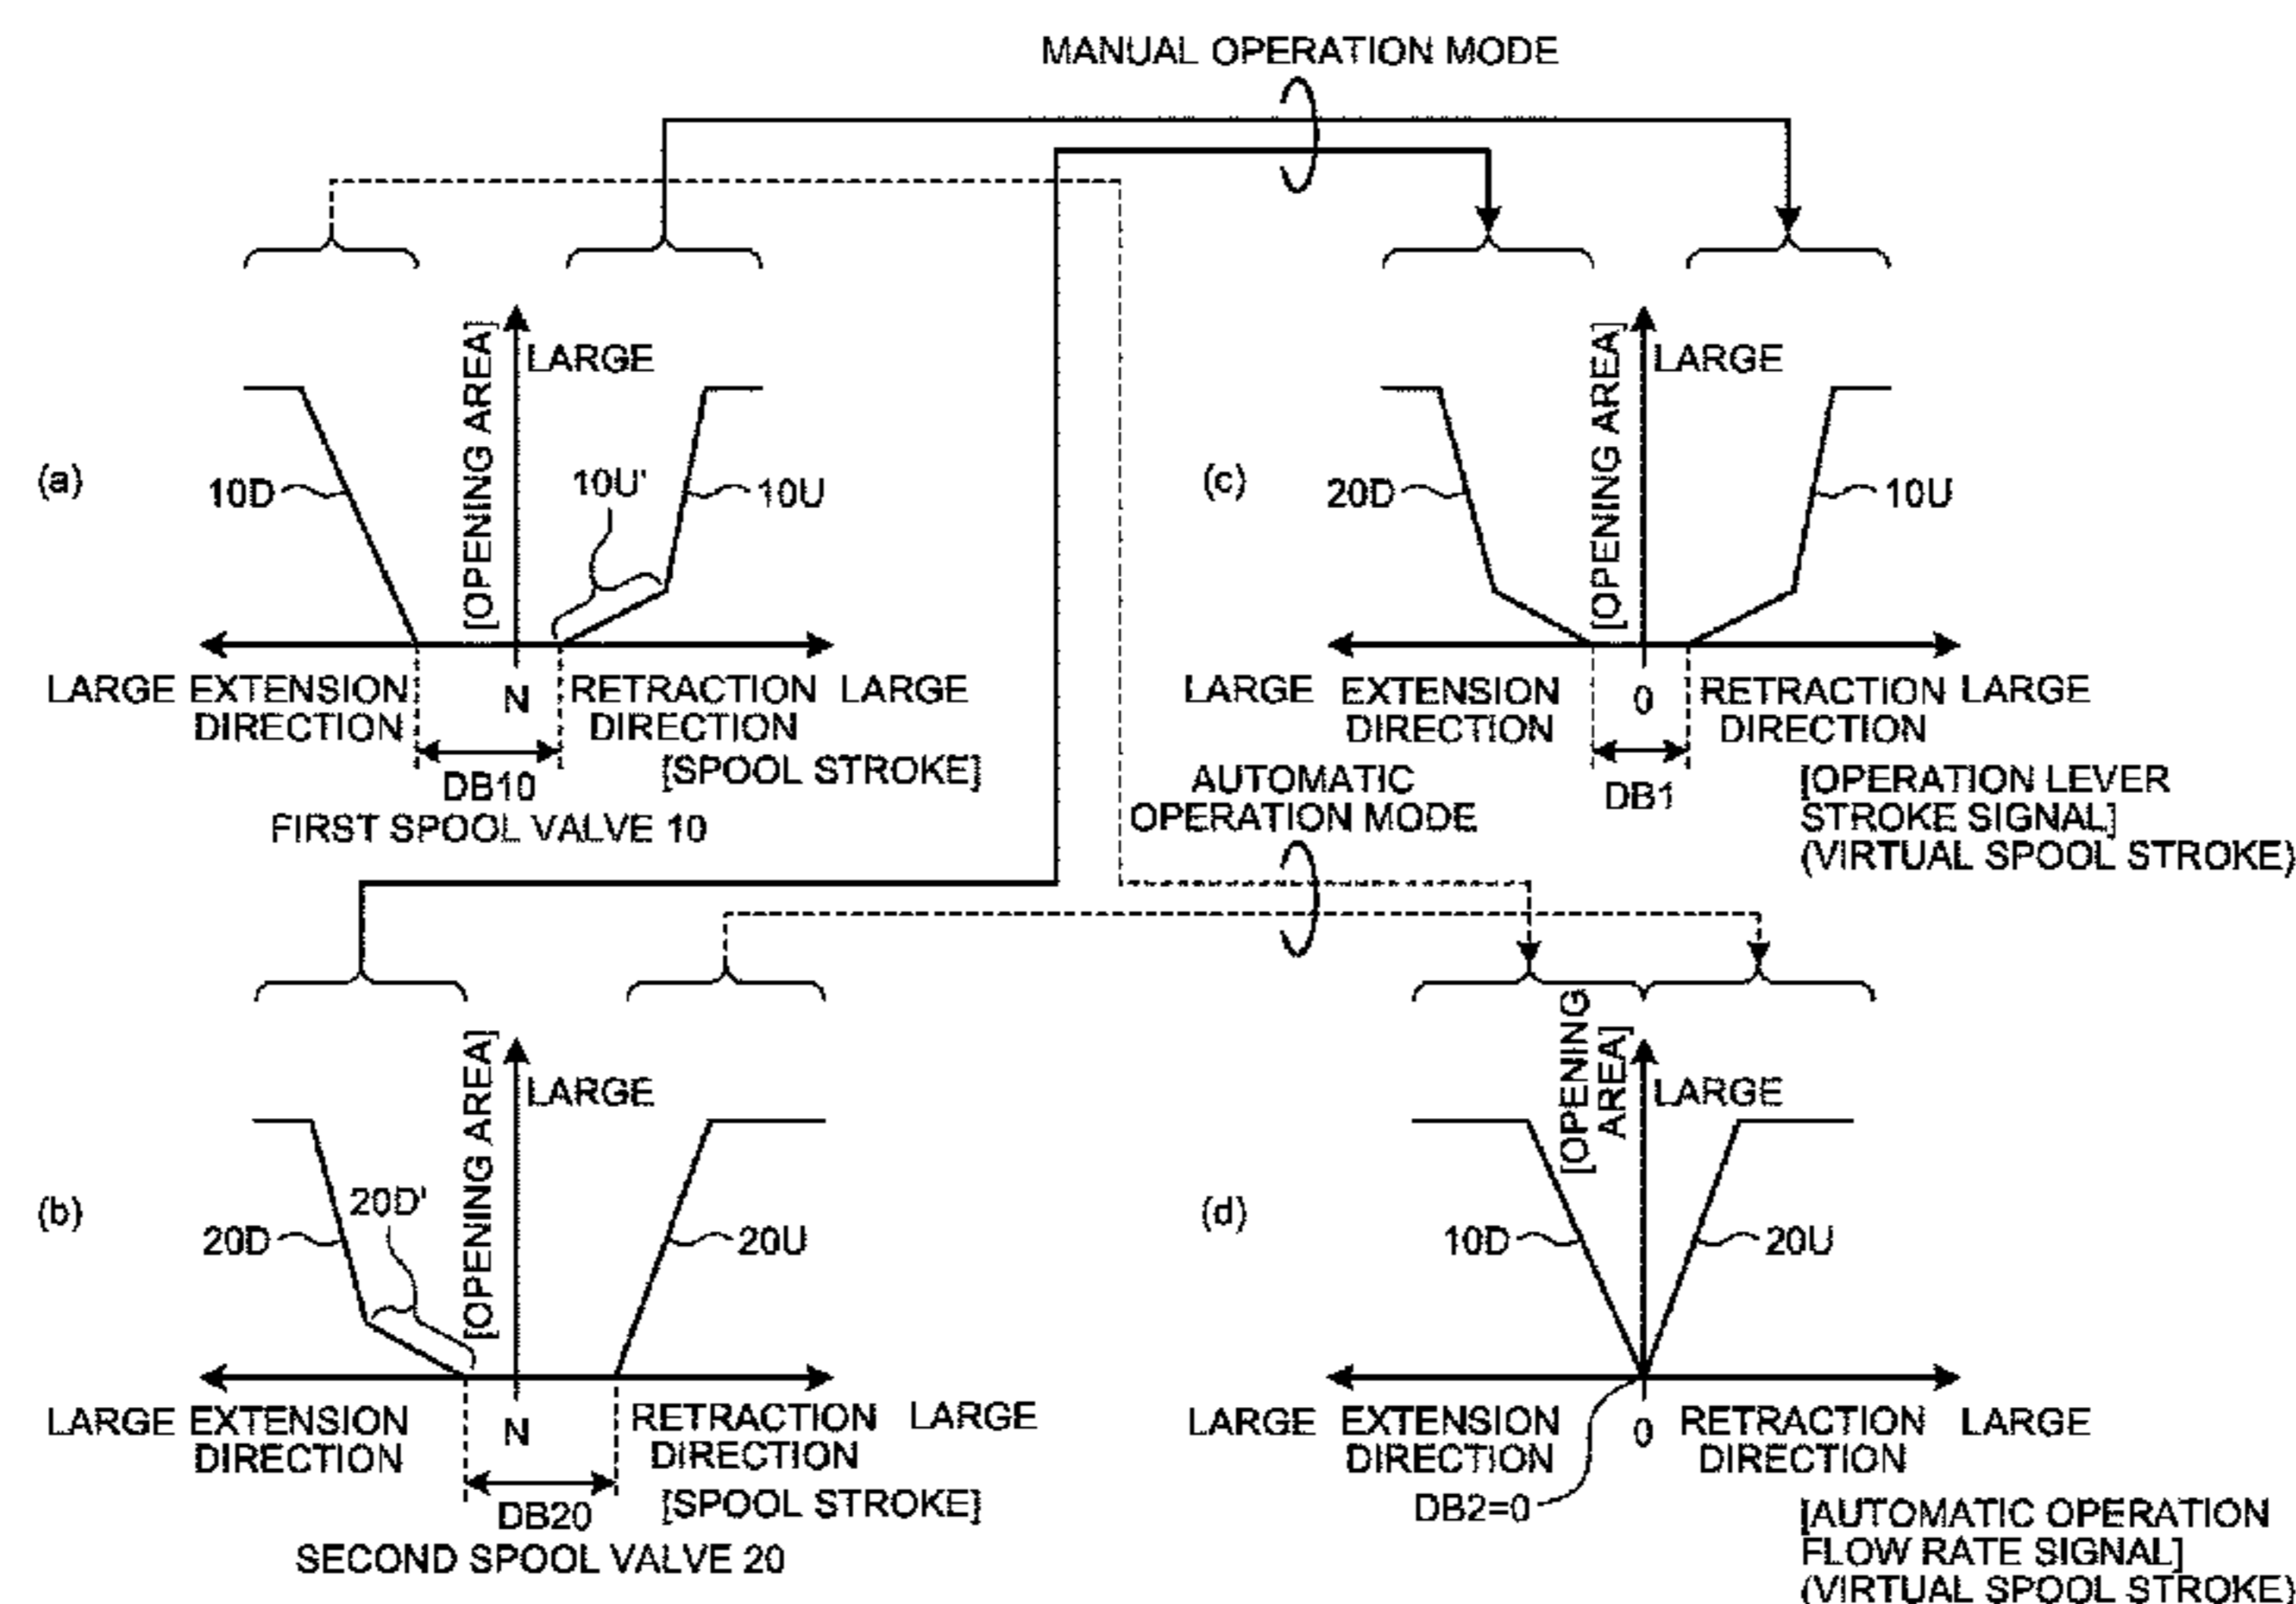 MANUAL OPERATION MODE
(a)
[OPENING AREA]
LARGE
10D
10U'
10U
LARGE EXTENSION
DIRECTION
N
RETRACTION LARGE
DIRECTION
[SPOOL STROKE]
DB10
FIRST SPOOL VALVE 10
(c)
[OPENING AREA]
LARGE
20D
10U
LARGE EXTENSION
DIRECTION
0
RETRACTION LARGE
DIRECTION
DB1
[OPERATION LEVER
STROKE SIGNAL]
(VIRTUAL SPOOL STROKE)
AUTOMATIC
OPERATION MODE
(b)
[OPENING AREA]
LARGE
20D
20D'
20U
LARGE EXTENSION
DIRECTION
N
RETRACTION LARGE
DIRECTION
[SPOOL STROKE]
DB20
SECOND SPOOL VALVE 20
(d)
[OPENING
AREA]
LARGE
10D
20U
LARGE EXTENSION
DIRECTION
0
RETRACTION LARGE
DIRECTION
DB2=0
[AUTOMATIC OPERATION
FLOW RATE SIGNAL]
(VIRTUAL SPOOL STROKE)